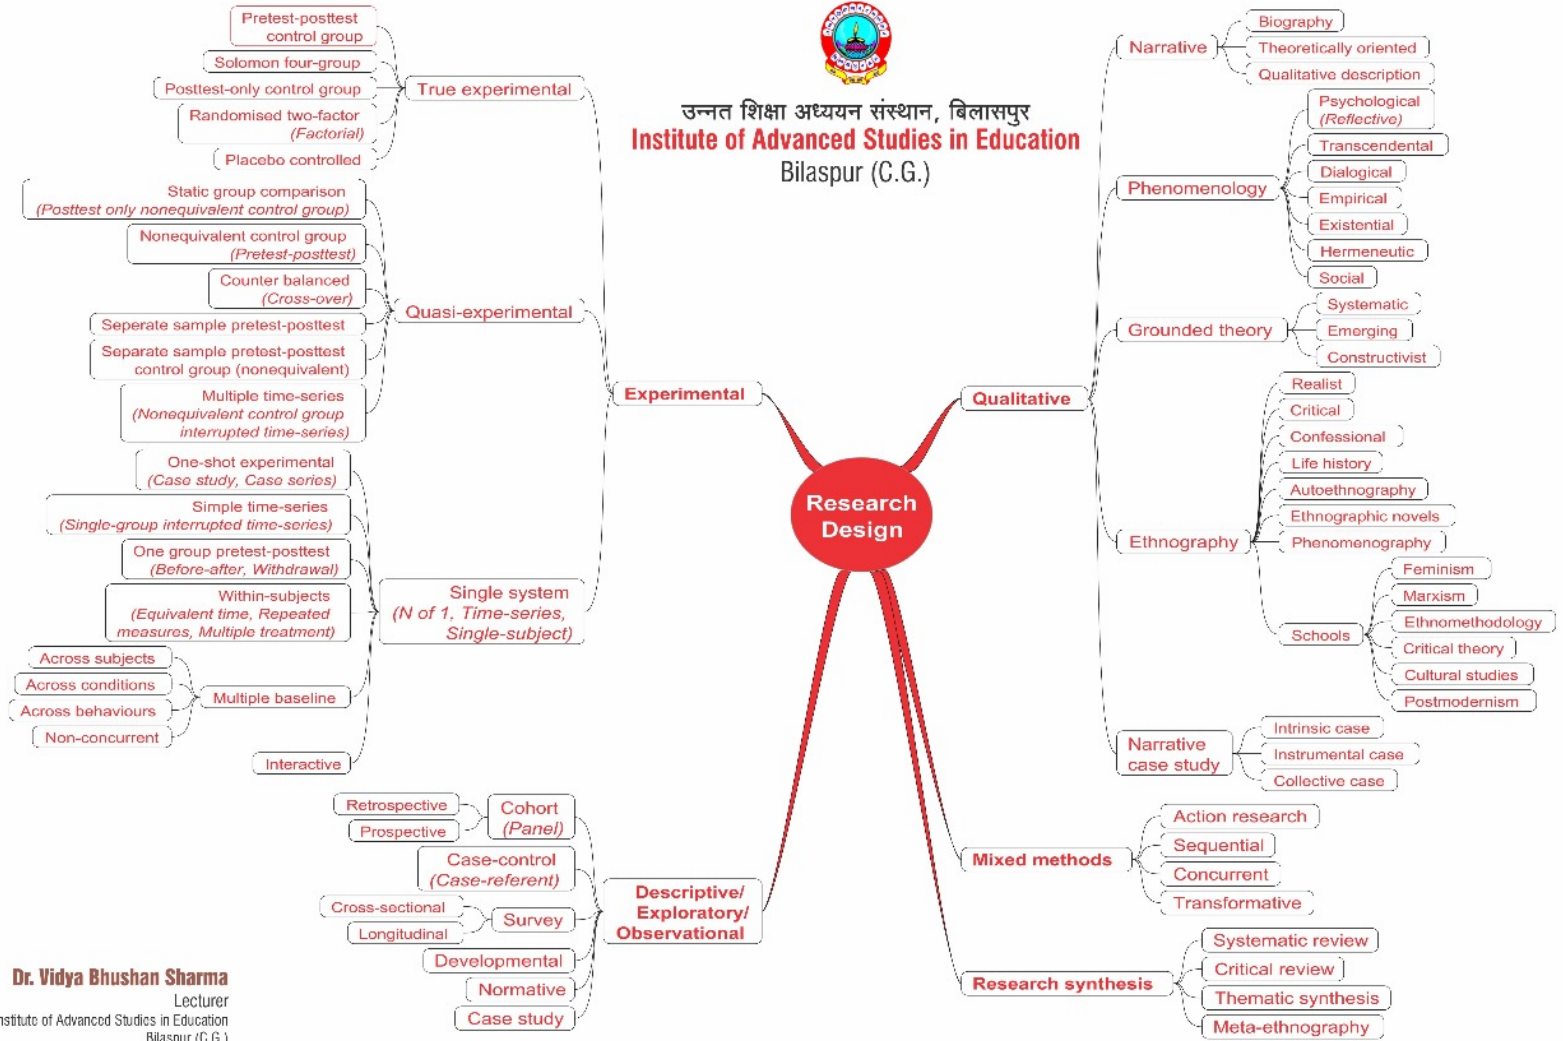 उन्नत शिक्षा अध्ययन संस्थान, बिलासपुर
Institute of Advanced Studies in Education
Bilaspur (C.G.)
Research
Design
Experimental
True experimental
Pretest-posttest
control group
Solomon four-group
Posttest-only control group
Randomised two-factor
(Factorial)
Placebo controlled
Quasi-experimental
Static group comparison
(Posttest only nonequivalent control group)
Nonequivalent control group
(Pretest-posttest)
Counter balanced
(Cross-over)
Seperate sample pretest-posttest
Separate sample pretest-posttest
control group (nonequivalent)
Multiple time-series
(Nonequivalent control group
interrupted time-series)
Single system
(N of 1, Time-series,
Single-subject)
One-shot experimental
(Case study, Case series)
Simple time-series
(Single-group interrupted time-series)
One group pretest-posttest
(Before-after, Withdrawal)
Within-subjects
(Equivalent time, Repeated
measures, Multiple treatment)
Multiple baseline
Across subjects
Across conditions
Across behaviours
Non-concurrent
Interactive
Descriptive/
Exploratory/
Observational
Cohort
(Panel)
Retrospective
Prospective
Case-control
(Case-referent)
Survey
Cross-sectional
Longitudinal
Developmental
Normative
Case study
Qualitative
Narrative
Biography
Theoretically oriented
Qualitative description
Phenomenology
Psychological
(Reflective)
Transcendental
Dialogical
Empirical
Existential
Hermeneutic
Social
Grounded theory
Systematic
Emerging
Constructivist
Ethnography
Realist
Critical
Confessional
Life history
Autoethnography
Ethnographic novels
Phenomenography
Schools
Feminism
Marxism
Ethnomethodology
Critical theory
Cultural studies
Postmodernism
Narrative
case study
Intrinsic case
Instrumental case
Collective case
Mixed methods
Action research
Sequential
Concurrent
Transformative
Research synthesis
Systematic review
Critical review
Thematic synthesis
Meta-ethnography
Dr. Vidya Bhushan Sharma
Lecturer
nstitute of Advanced Studies in Education
Bilaspur (C.G.)